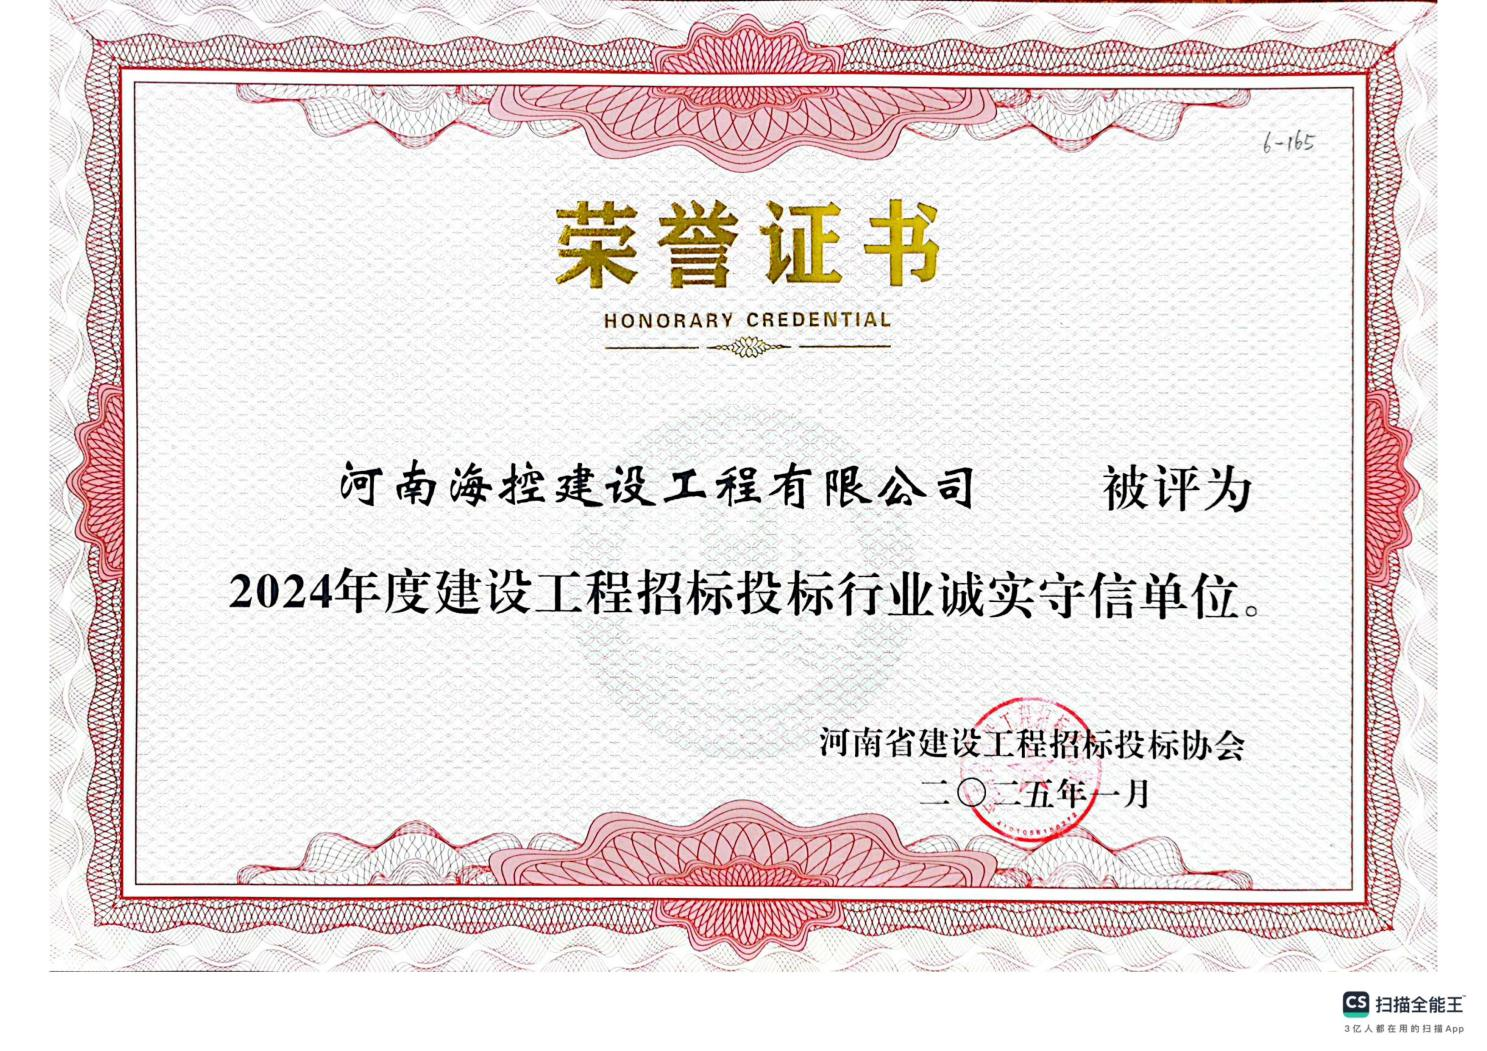 6-165
荣誉证书
HONORARY CREDENTIAL
河南海控建设工程有限公司 被评为
2024年度建设工程招标投标行业诚实守信单位。
河南省建设工程招标投标协会
二〇二五年一月
CS 扫描全能王
3亿人都在用的扫描App